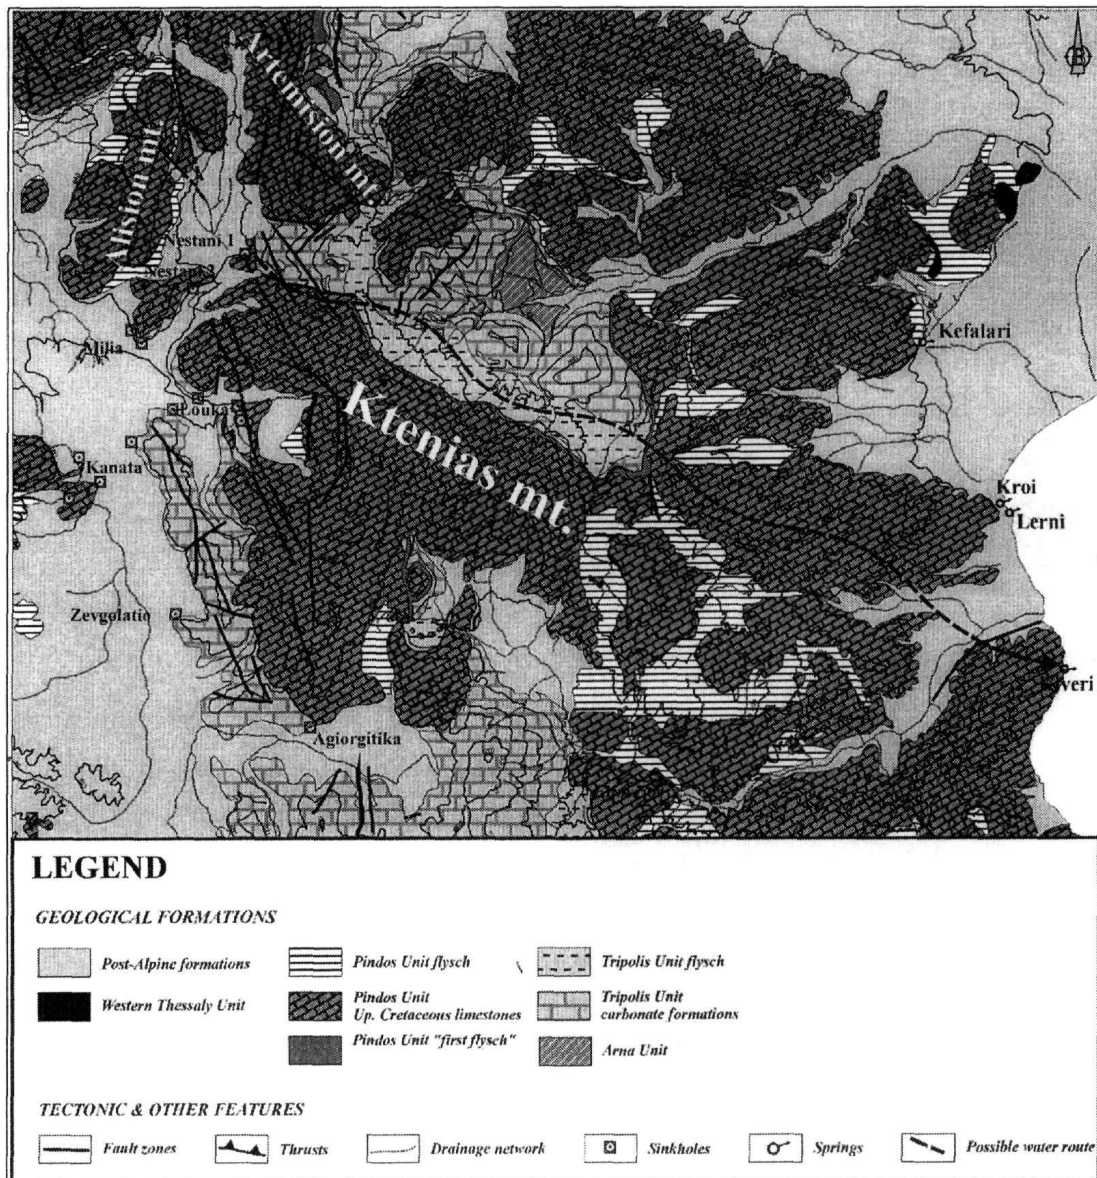 Artemision mt.
Alision mt.
Nestani 1
Milia
Louka
Kanata
Kefalari
Ktenias mt.
Kroi
Lerni
Zevgolatio
veri
Agiorgitika
LEGEND
GEOLOGICAL FORMATIONS
Post-Alpine formations
Pindos Unit flysch
Tripolis Unit flysch
Western Thessaly Unit
Pindos Unit
Up. Cretaceous limestones
Tripolis Unit
carbonate formations
Pindos Unit "first flysch"
Arna Unit
TECTONIC & OTHER FEATURES
Fault zones
Thrusts
Drainage network
Sinkholes
Springs
Possible water route